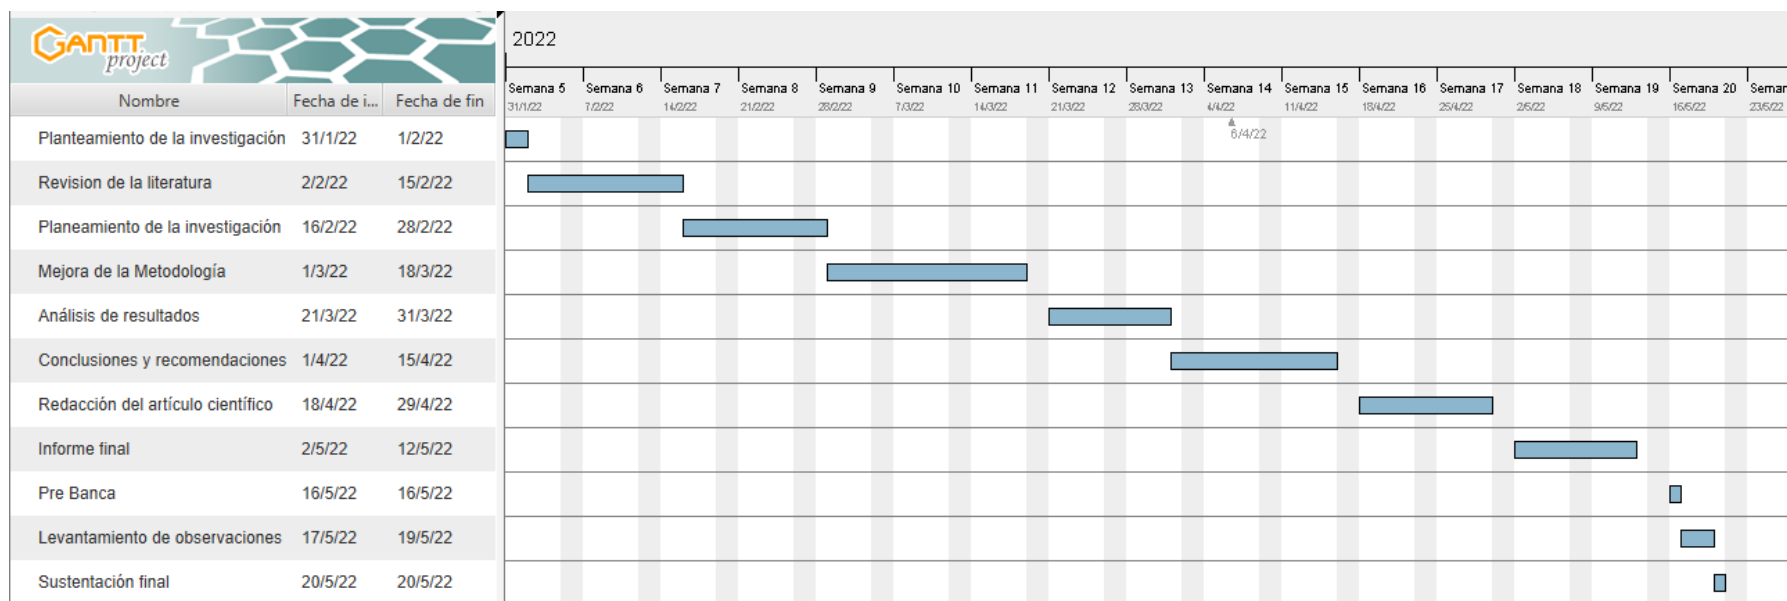 GANTT
project
2022
Nombre Fecha de i... Fecha de fin
Semana 5 Semana 6 Semana 7 Semana 8 Semana 9 Semana 10 Semana 11 Semana 12 Semana 13 Semana 14 Semana 15 Semana 16 Semana 17 Semana 18 Semana 19 Semana 20 Seman
31/1/22 7/2/22 14/2/22 21/2/22 28/2/22 7/3/22 14/3/22 21/3/22 28/3/22 4/4/22 11/4/22 18/4/22 25/4/22 2/5/22 9/5/22 16/5/22 23/5/22
6/4/22
Planteamiento de la investigación 31/1/22 1/2/22
Revision de la literatura 2/2/22 15/2/22
Planeamiento de la investigación 16/2/22 28/2/22
Mejora de la Metodología 1/3/22 18/3/22
Análisis de resultados 21/3/22 31/3/22
Conclusiones y recomendaciones 1/4/22 15/4/22
Redacción del artículo científico 18/4/22 29/4/22
Informe final 2/5/22 12/5/22
Pre Banca 16/5/22 16/5/22
Levantamiento de observaciones 17/5/22 19/5/22
Sustentación final 20/5/22 20/5/22